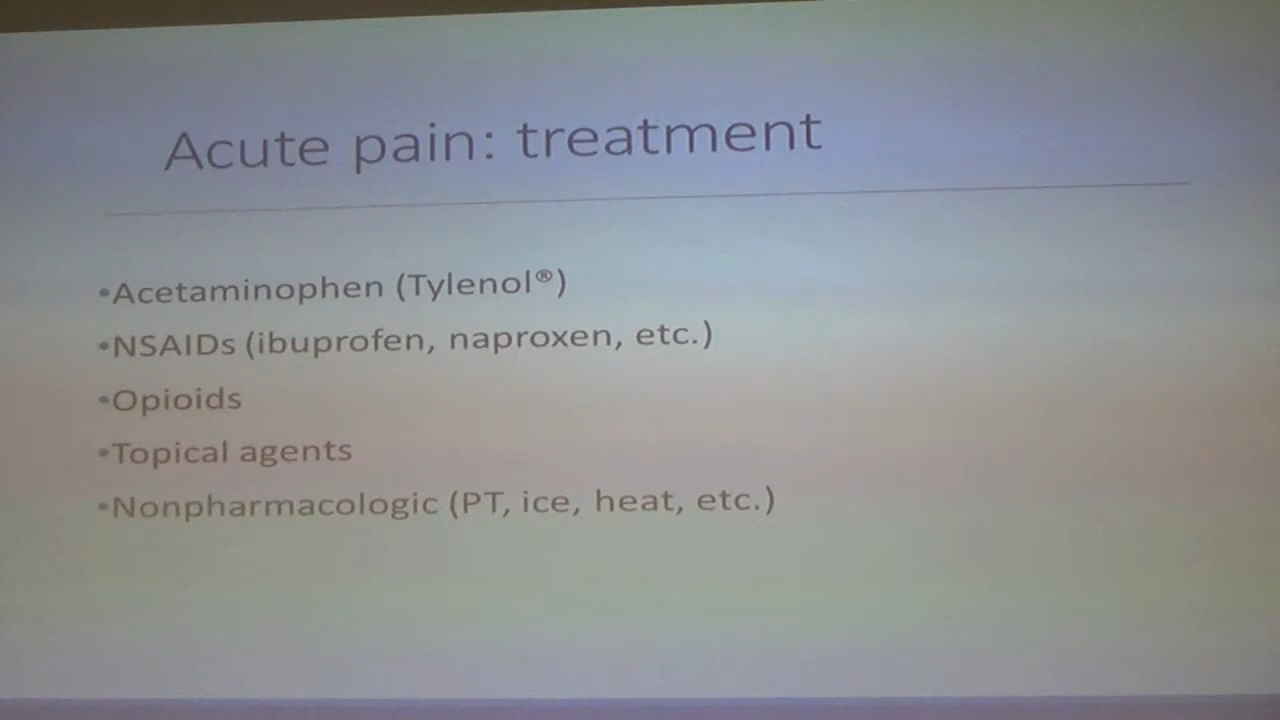 Acute pain: treatment
•Acetaminophen (Tylenol®)
•NSAIDs (ibuprofen, naproxen, etc.)
•Opioids
•Topical agents
•Nonpharmacologic (PT, ice, heat, etc.)